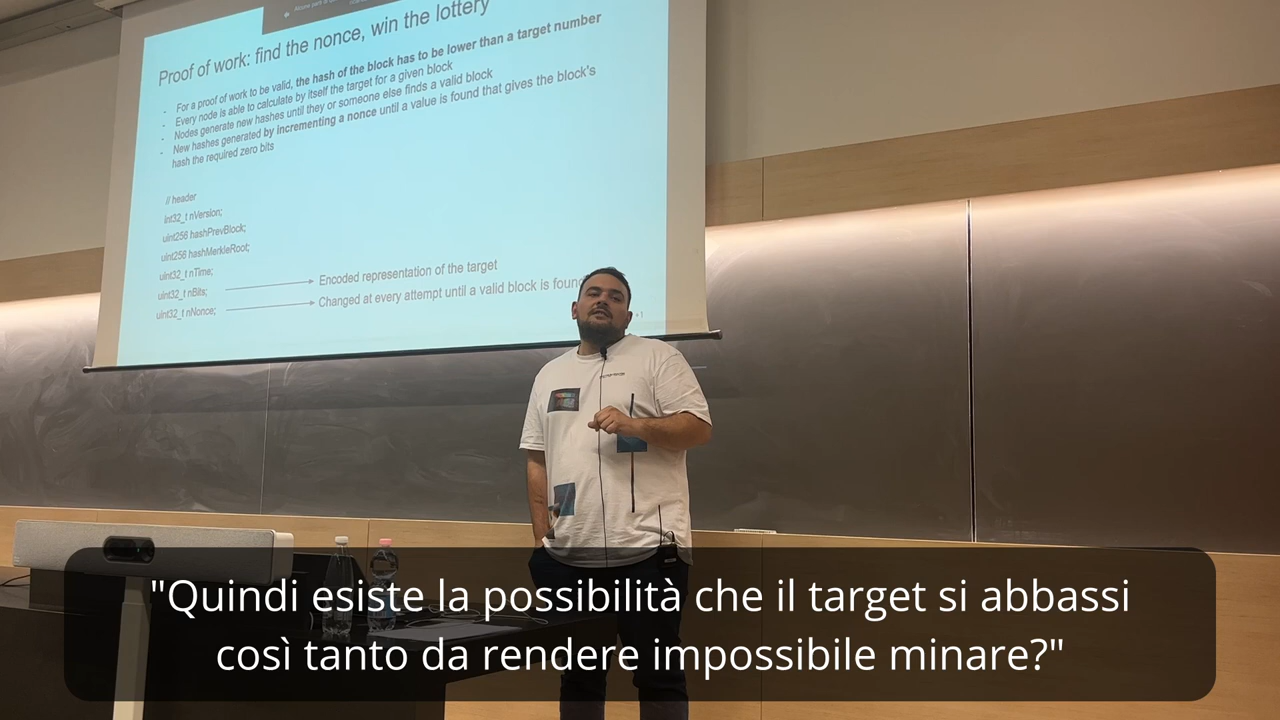 Proof of work: find the nonce, win the lottery
- For a proof of work to be valid, the hash of the block has to be lower than a target number
- Every node is able to calculate by itself the target for a given block
- Nodes generate new hashes until they or someone else finds a valid block
- New hashes generated by incrementing a nonce until a value is found that gives the block's
hash the required zero bits
// header
int32_t nVersion;
uint256 hashPrevBlock;
uint256 hashMerkleRoot;
uint32_t nTime;
uint32_t nBits;
Encoded representation of the target
uint32_t nNonce;
Changed at every attempt until a valid block is found
"Quindi esiste la possibilità che il target si abbassi
così tanto da rendere impossibile minare?"